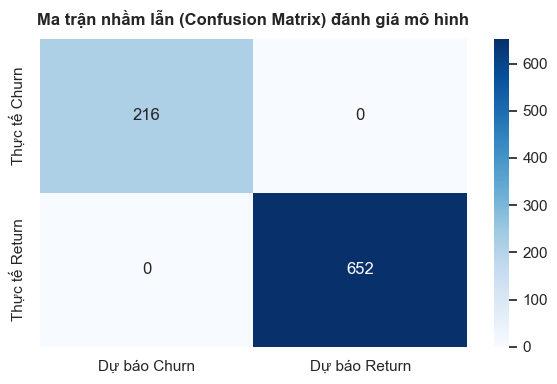 Ma trận nhầm lẫn (Confusion Matrix) đánh giá mô hình
Thực tế Churn
216
0
Thực tế Return
0
652
Dự báo Churn
Dự báo Return
600
500
400
300
200
100
0